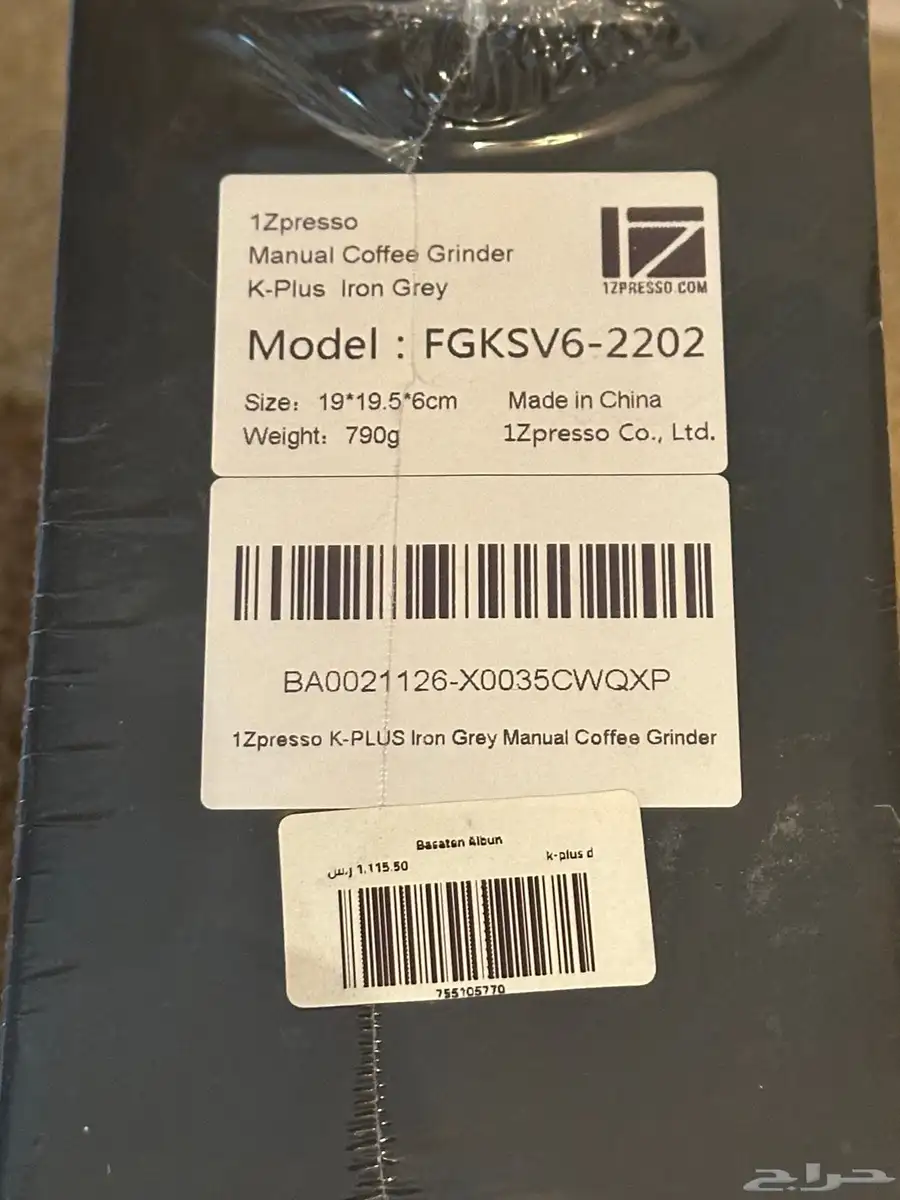 1Zpresso
Manual Coffee Grinder
K-Plus Iron Grey
1ZPRESSO.COM
Model : FGKSV6-2202
Size: 19*19.5*6cm
Made in China
Weight: 790g
1Zpresso Co., Ltd.
BA0021126-X0035CWQXP
1Zpresso K-PLUS Iron Grey Manual Coffee Grinder
Basaten Albun
k-plus d
1,115.50 ر.س
755105770
حراج